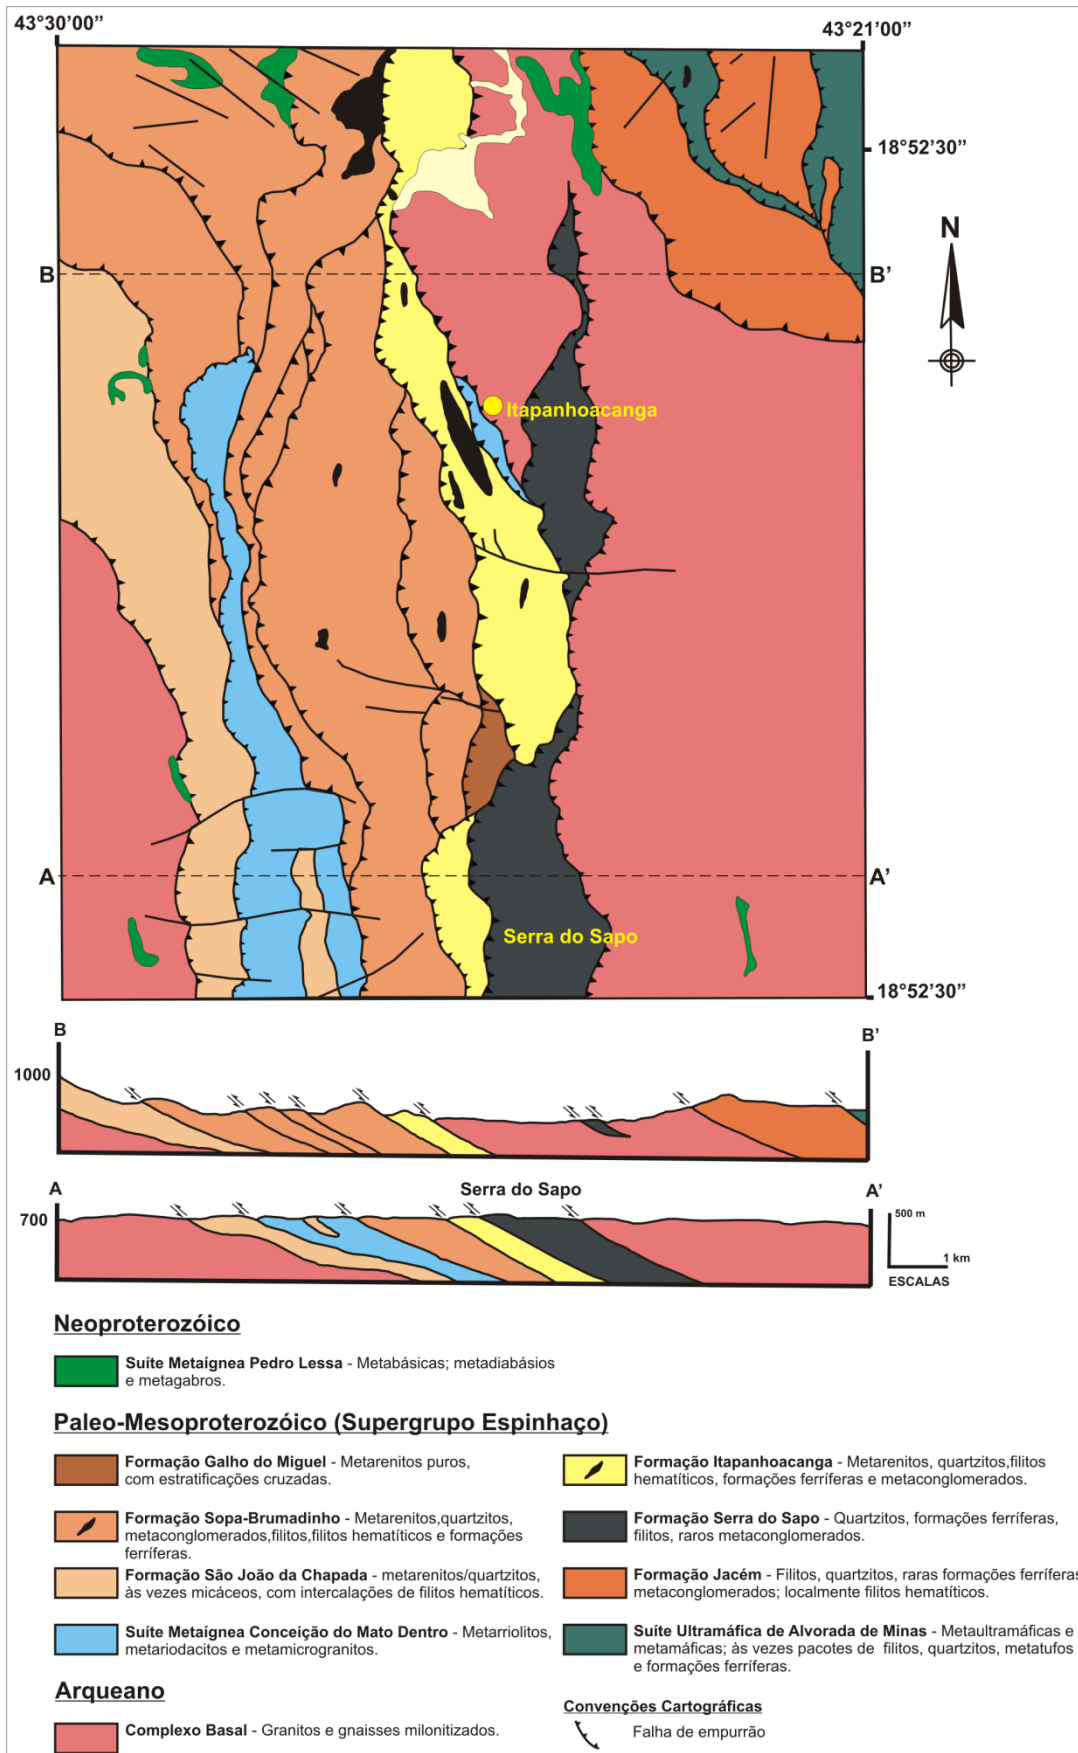 43°30'00”
43°21'00”
18°52'30”
N
B
B'
Itapanhoacanga
A
A'
Serra do Sapo
18°52'30”
B
B'
1000
A
Serra do Sapo
A'
700
500 m
1 km
ESCALAS
Neoproterozóico
Suíte Metaígnea Pedro Lessa - Metabásicas; metadiabásios
e metagabros.
Paleo-Mesoproterozóico (Supergrupo Espinhaço)
Formação Galho do Miguel - Metarenitos puros,
com estratificações cruzadas.
Formação Sopa-Brumadinho - Metarenitos,quartzitos,
metaconglomerados,filitos,filitos hematíticos e formações
ferríferas.
Formação São João da Chapada - metarenitos/quartzitos,
às vezes micáceos, com intercalações de filitos hematíticos.
Suíte Metaígnea Conceição do Mato Dentro - Metarriolitos,
metariodacitos e metamicrogranitos.
Formação Itapanhoacanga - Metarenitos, quartzitos,filitos
hematíticos, formações ferríferas e metaconglomerados.
Formação Serra do Sapo - Quartzitos, formações ferríferas,
filitos, raros metaconglomerados.
Formação Jacém - Filitos, quartzitos, raras formações ferríferas
metaconglomerados; localmente filitos hematíticos.
Suíte Ultramáfica de Alvorada de Minas - Metaultramáficas e
metamáficas; às vezes pacotes de filitos, quartzitos, metatufos
e formações ferríferas.
Arqueano
Complexo Basal - Granitos e gnaisses milonitizados.
Convenções Cartográficas
Falha de empurrão